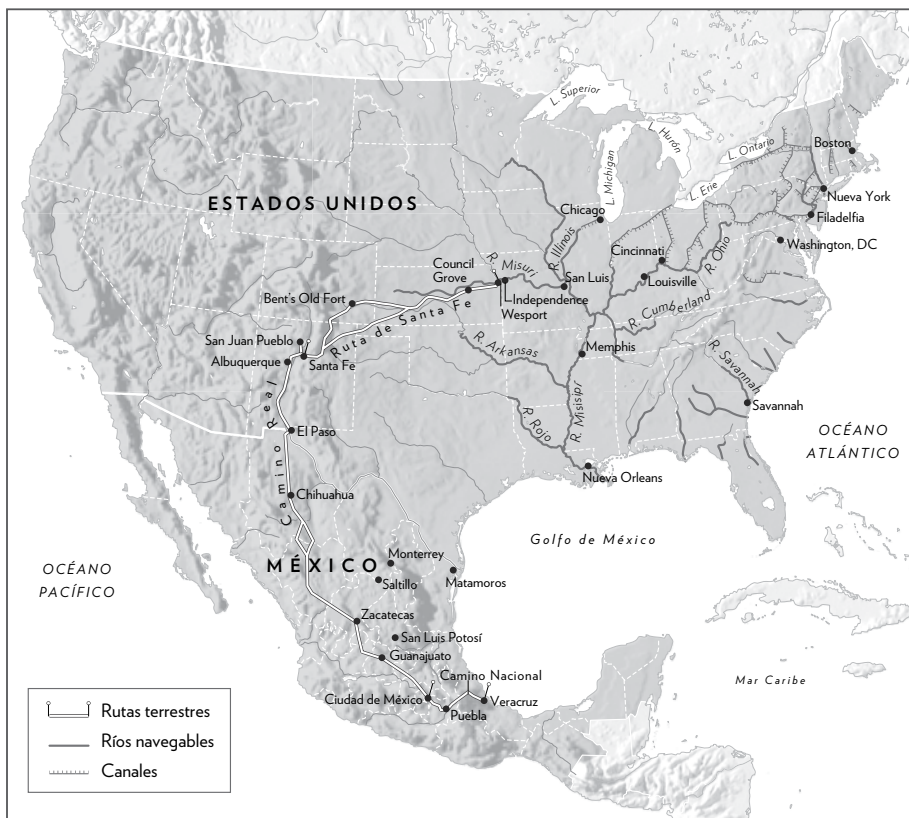 L. Superior
L. Hurón
L. Ontario
L. Michigan
L. Erie
Boston
Nueva York
Filadelfia
Washington, DC
ESTADOS UNIDOS
Chicago
R. Illinois
Cincinnati
R. Ohio
Council
Grove
R. Misuri
San Luis
Louisville
Independence
Wesport
Bent's Old Fort
Ruta de Santa Fe
R. Cumberland
San Juan Pueblo
Santa Fe
Albuquerque
R. Arkansas
Memphis
R. Misisipi
R. Savannah
Savannah
R. Rojo
Camino Real
El Paso
Nueva Orleans
OCÉANO
ATLÁNTICO
Chihuahua
Golfo de México
MÉXICO
Monterrey
Saltillo
Matamoros
OCÉANO
PACÍFICO
Zacatecas
San Luis Potosí
Guanajuato
Camino Nacional
Ciudad de México
Veracruz
Puebla
Mar Caribe
Rutas terrestres
Ríos navegables
Canales